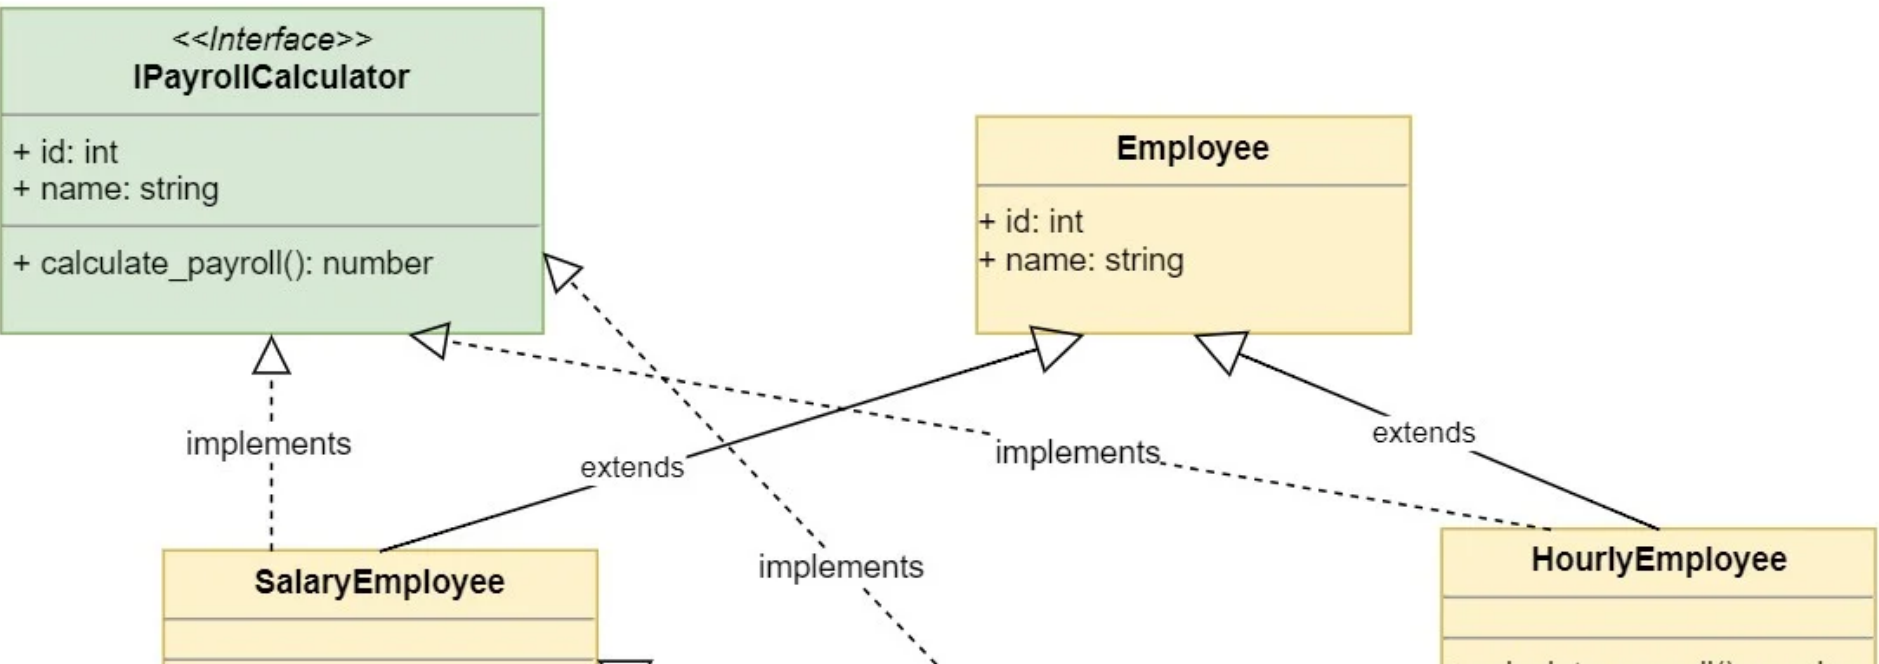 <<Interface>>
IPayrollCalculator
+ id: int
+ name: string
+ calculate_payroll(): number
Employee
+ id: int
+ name: string
implements
extends
implements
extends
implements
SalaryEmployee
HourlyEmployee